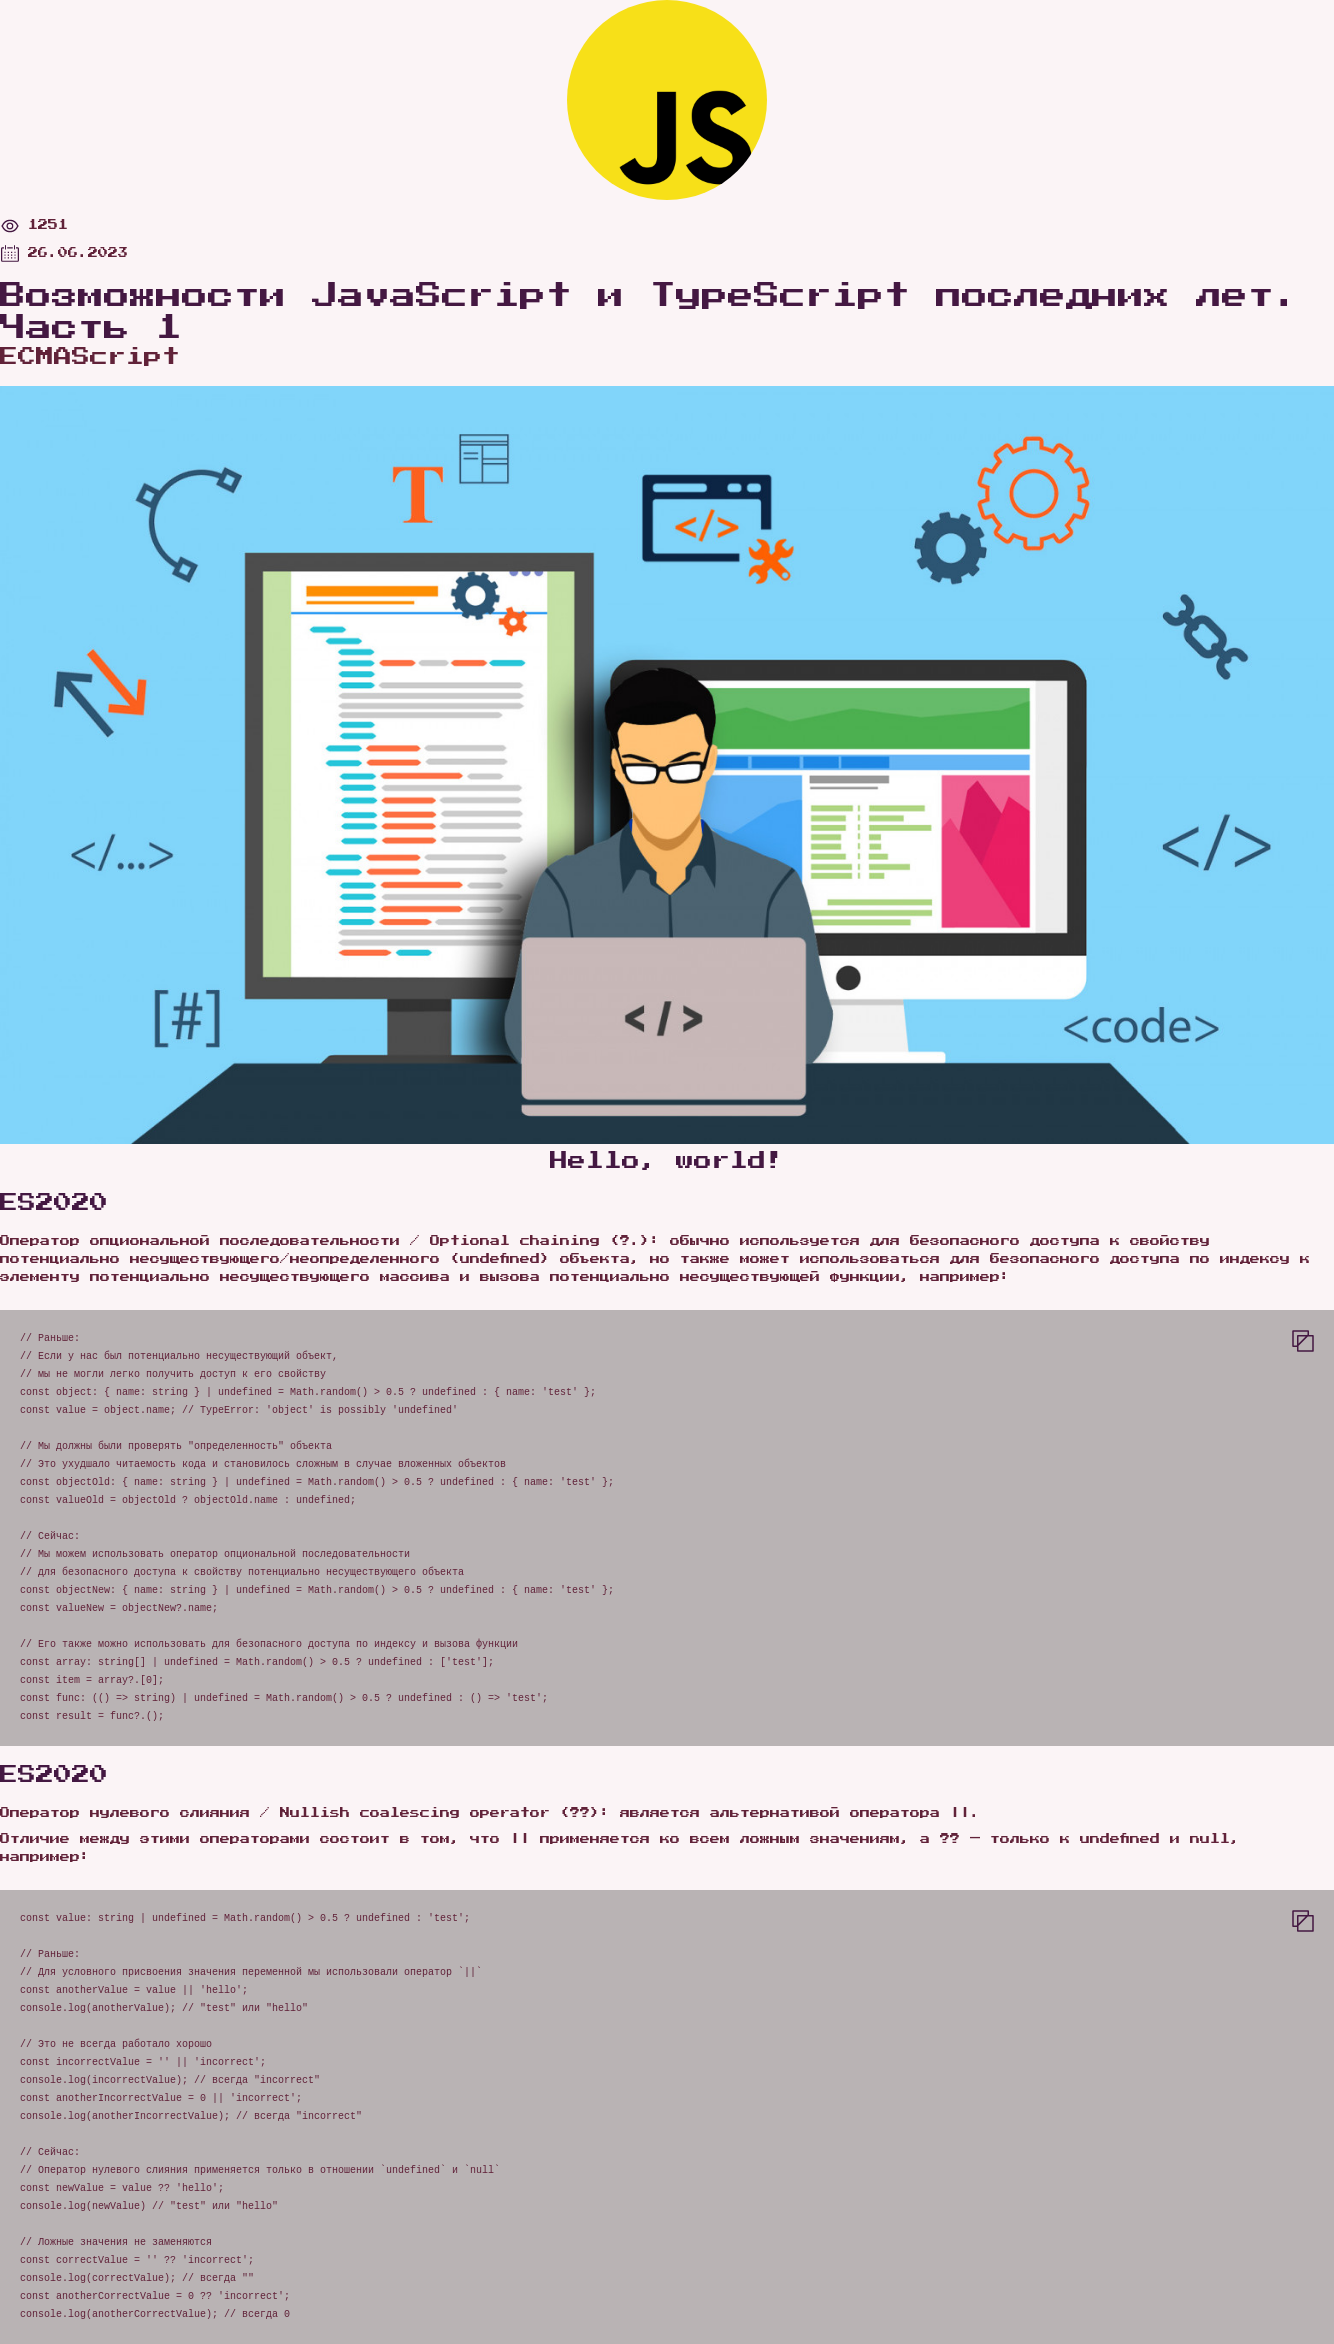 JS
1251
26.06.2023
Возможности JavaScript и TypeScript последних лет.
Часть 1
ECMAScript
T
</>
</...>
</>
[#]
</>
<code>
Hello, world!
ES2020
Оператор опциональной последовательности / Optional chaining (?.): обычно используется для безопасного доступа к свойству
потенциально несуществующего/неопределенного (undefined) объекта, но также может использоваться для безопасного доступа по индексу к
элементу потенциально несуществующего массива и вызова потенциально несуществующей функции, например:
// Раньше:
// Если у нас был потенциально несуществующий объект,
// мы не могли легко получить доступ к его свойству
const object: { name: string } | undefined = Math.random() > 0.5 ? undefined : { name: 'test' };
const value = object.name; // TypeError: 'object' is possibly 'undefined'
// Мы должны были проверять "определенность" объекта
// Это ухудшало читаемость кода и становилось сложным в случае вложенных объектов
const objectOld: { name: string } | undefined = Math.random() > 0.5 ? undefined : { name: 'test' };
const valueOld = objectOld ? objectOld.name : undefined;
// Сейчас:
// Мы можем использовать оператор опциональной последовательности
// для безопасного доступа к свойству потенциально несуществующего объекта
const objectNew: { name: string } | undefined = Math.random() > 0.5 ? undefined : { name: 'test' };
const valueNew = objectNew?.name;
// Его также можно использовать для безопасного доступа по индексу и вызова функции
const array: string[] | undefined = Math.random() > 0.5 ? undefined : ['test'];
const item = array?.[0];
const func: (() => string) | undefined = Math.random() > 0.5 ? undefined : () => 'test';
const result = func?.();
ES2020
Оператор нулевого слияния / Nullish coalescing operator (??): является альтернативой оператора ||.
Отличие между этими операторами состоит в том, что || применяется ко всем ложным значениям, а ?? — только к undefined и null,
например:
const value: string | undefined = Math.random() > 0.5 ? undefined : 'test';
// Раньше:
// Для условного присвоения значения переменной мы использовали оператор `||`
const anotherValue = value || 'hello';
console.log(anotherValue); // "test" или "hello"
// Это не всегда работало хорошо
const incorrectValue = '' || 'incorrect';
console.log(incorrectValue); // всегда "incorrect"
const anotherIncorrectValue = 0 || 'incorrect';
console.log(anotherIncorrectValue); // всегда "incorrect"
// Сейчас:
// Оператор нулевого слияния применяется только в отношении `undefined` и `null`
const newValue = value ?? 'hello';
console.log(newValue) // "test" или "hello"
// Ложные значения не заменяются
const correctValue = '' ?? 'incorrect';
console.log(correctValue); // всегда ""
const anotherCorrectValue = 0 ?? 'incorrect';
console.log(anotherCorrectValue); // всегда 0